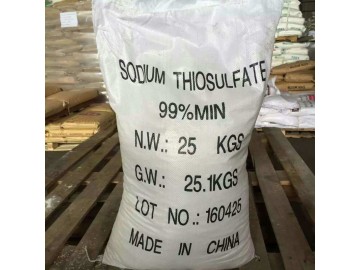 SODIUM THIOSULFATE
99%MIN
N.W.: 25 KGS
G.W.: 25.1KGS
LOT NO.: 160425
MADE IN CHINA